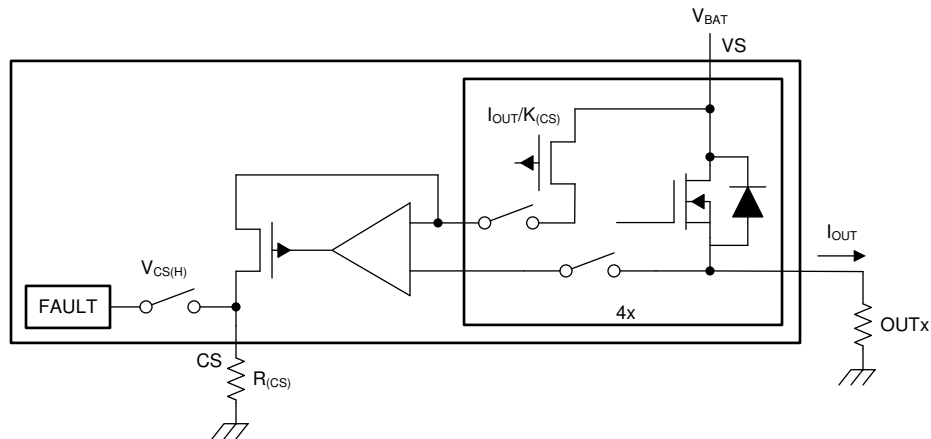 V_BAT
VS
I_OUT/K_(CS)
I_OUT
V_CS(H)
FAULT
4x
OUTx
CS
R_(CS)